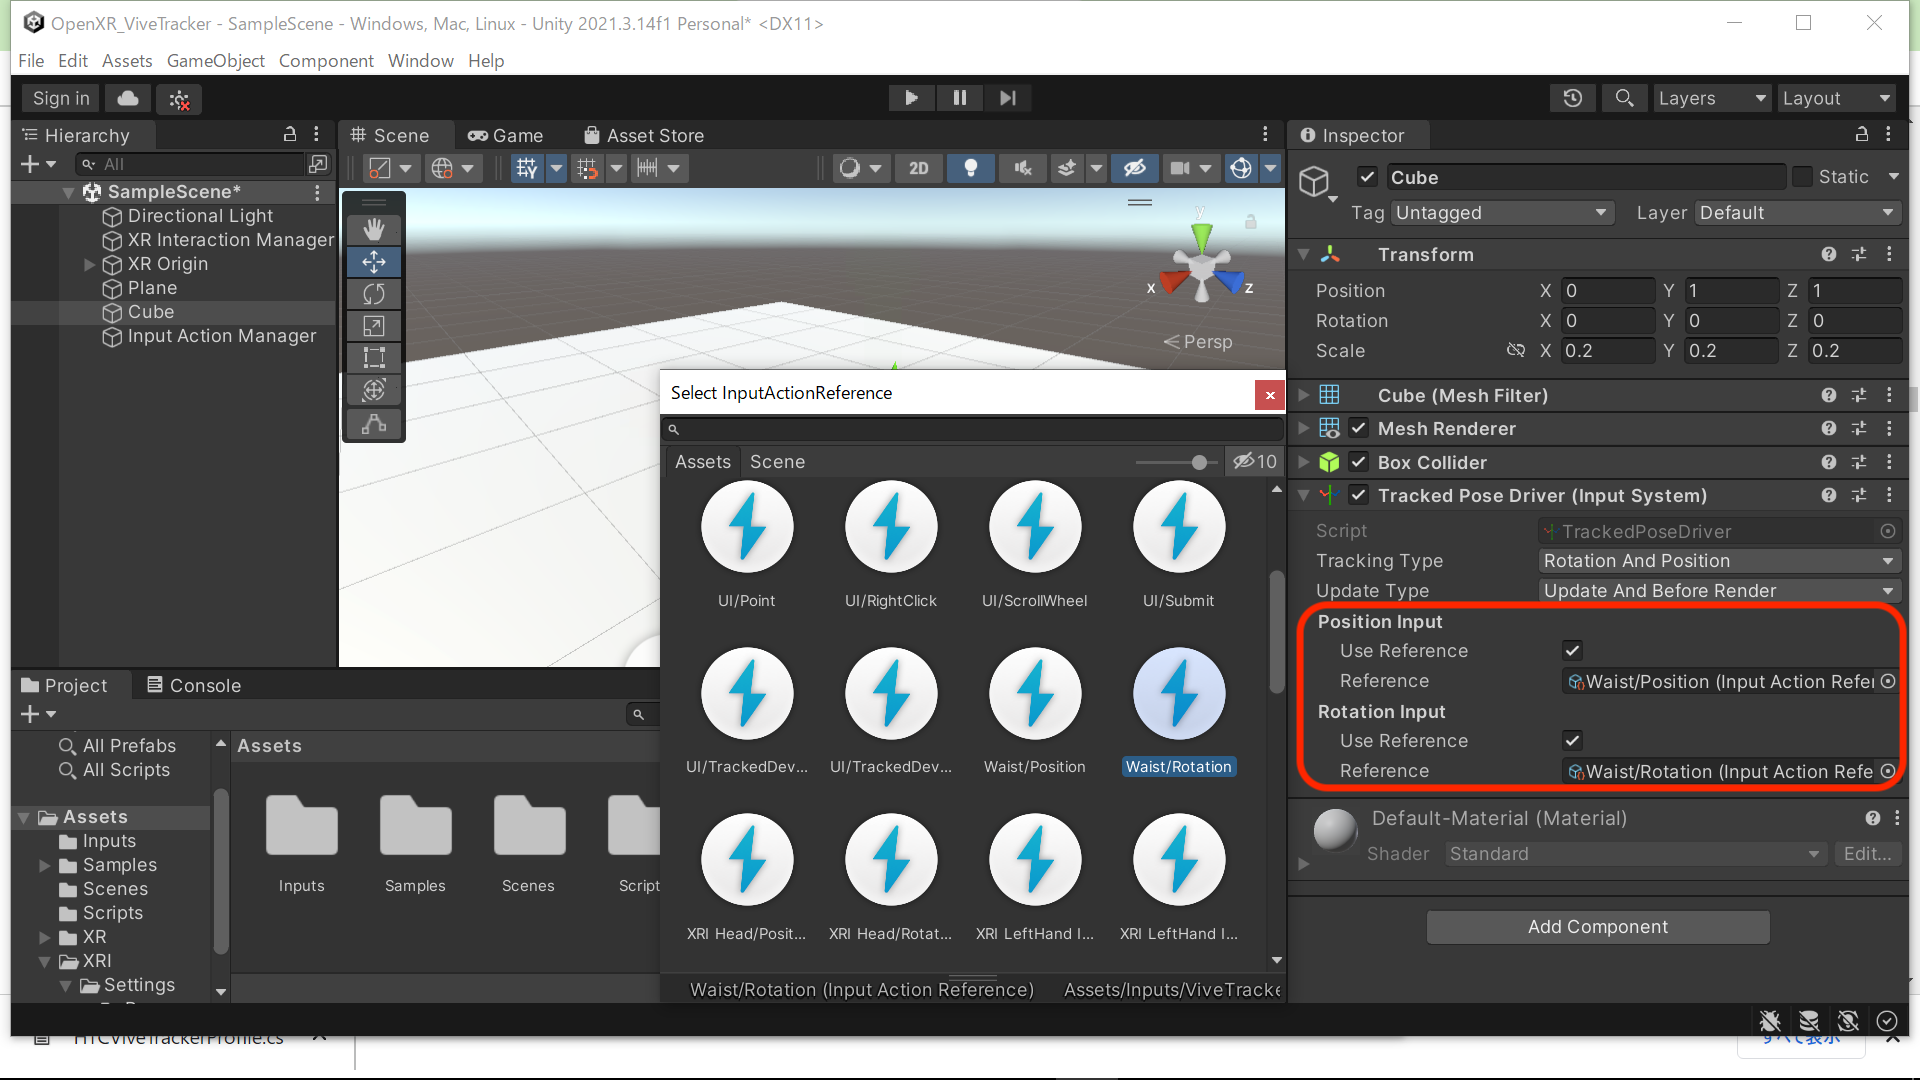 OpenXR_ViveTracker - SampleScene - Windows, Mac, Linux - Unity 2021.3.14f1 Personal* <DX11>
File Edit Assets GameObject Component Window Help
Sign in
Layers
Layout
Hierarchy
All
SampleScene*
Directional Light
XR Interaction Manager
XR Origin
Plane
Cube
Input Action Manager
Scene
Game
Asset Store
2D
y
x
z
Persp
Select InputActionReference
Assets
Scene
10
UI/Point
UI/RightClick
UI/ScrollWheel
UI/Submit
UI/TrackedDev...
UI/TrackedDev...
Waist/Position
Waist/Rotation
XRI Head/Posit...
XRI Head/Rotat...
XRI LeftHand I...
XRI LeftHand I...
Waist/Rotation (Input Action Reference)
Assets/Inputs/ViveTracke
Project
Console
All Prefabs
All Scripts
Assets
Inputs
Samples
Scenes
Scripts
XR
XRI
Settings
Assets
Inputs
Samples
Scenes
Script
Inspector
Cube
Static
Tag Untagged
Layer Default
Transform
Position X 0 Y 1 Z 1
Rotation X 0 Y 0 Z 0
Scale X 0.2 Y 0.2 Z 0.2
Cube (Mesh Filter)
Mesh Renderer
Box Collider
Tracked Pose Driver (Input System)
Script TrackedPoseDriver
Tracking Type Rotation And Position
Update Type Update And Before Render
Position Input
Use Reference
Reference Waist/Position (Input Action Refer
Rotation Input
Use Reference
Reference Waist/Rotation (Input Action Refe
Default-Material (Material)
Shader Standard Edit...
Add Component
HTCViveTrackerProfile.cs
すべて表示